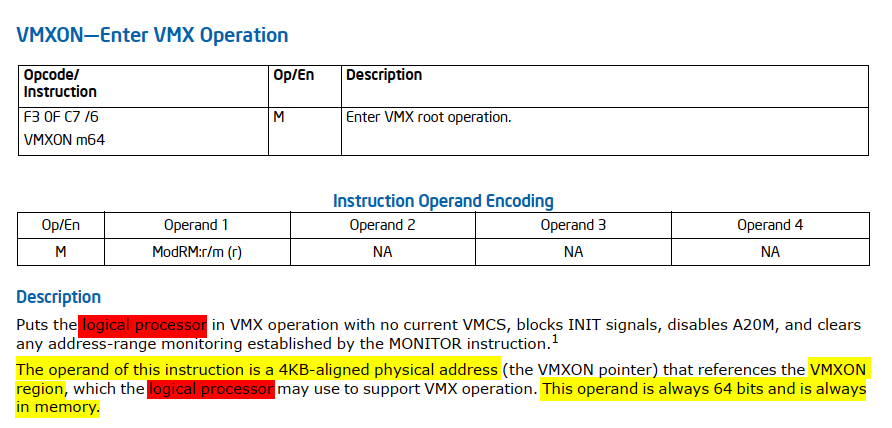 VMXON—Enter VMX Operation
Opcode/ Op/En Description
Instruction
F3 0F C7 /6 M Enter VMX root operation.
VMXON m64
Instruction Operand Encoding
Op/En Operand 1 Operand 2 Operand 3 Operand 4
M ModRM:r/m (r) NA NA NA
Description
Puts the logical processor in VMX operation with no current VMCS, blocks INIT signals, disables A20M, and clears
any address-range monitoring established by the MONITOR instruction.1
The operand of this instruction is a 4KB-aligned physical address (the VMXON pointer) that references the VMXON
region, which the logical processor may use to support VMX operation. This operand is always 64 bits and is always
in memory.